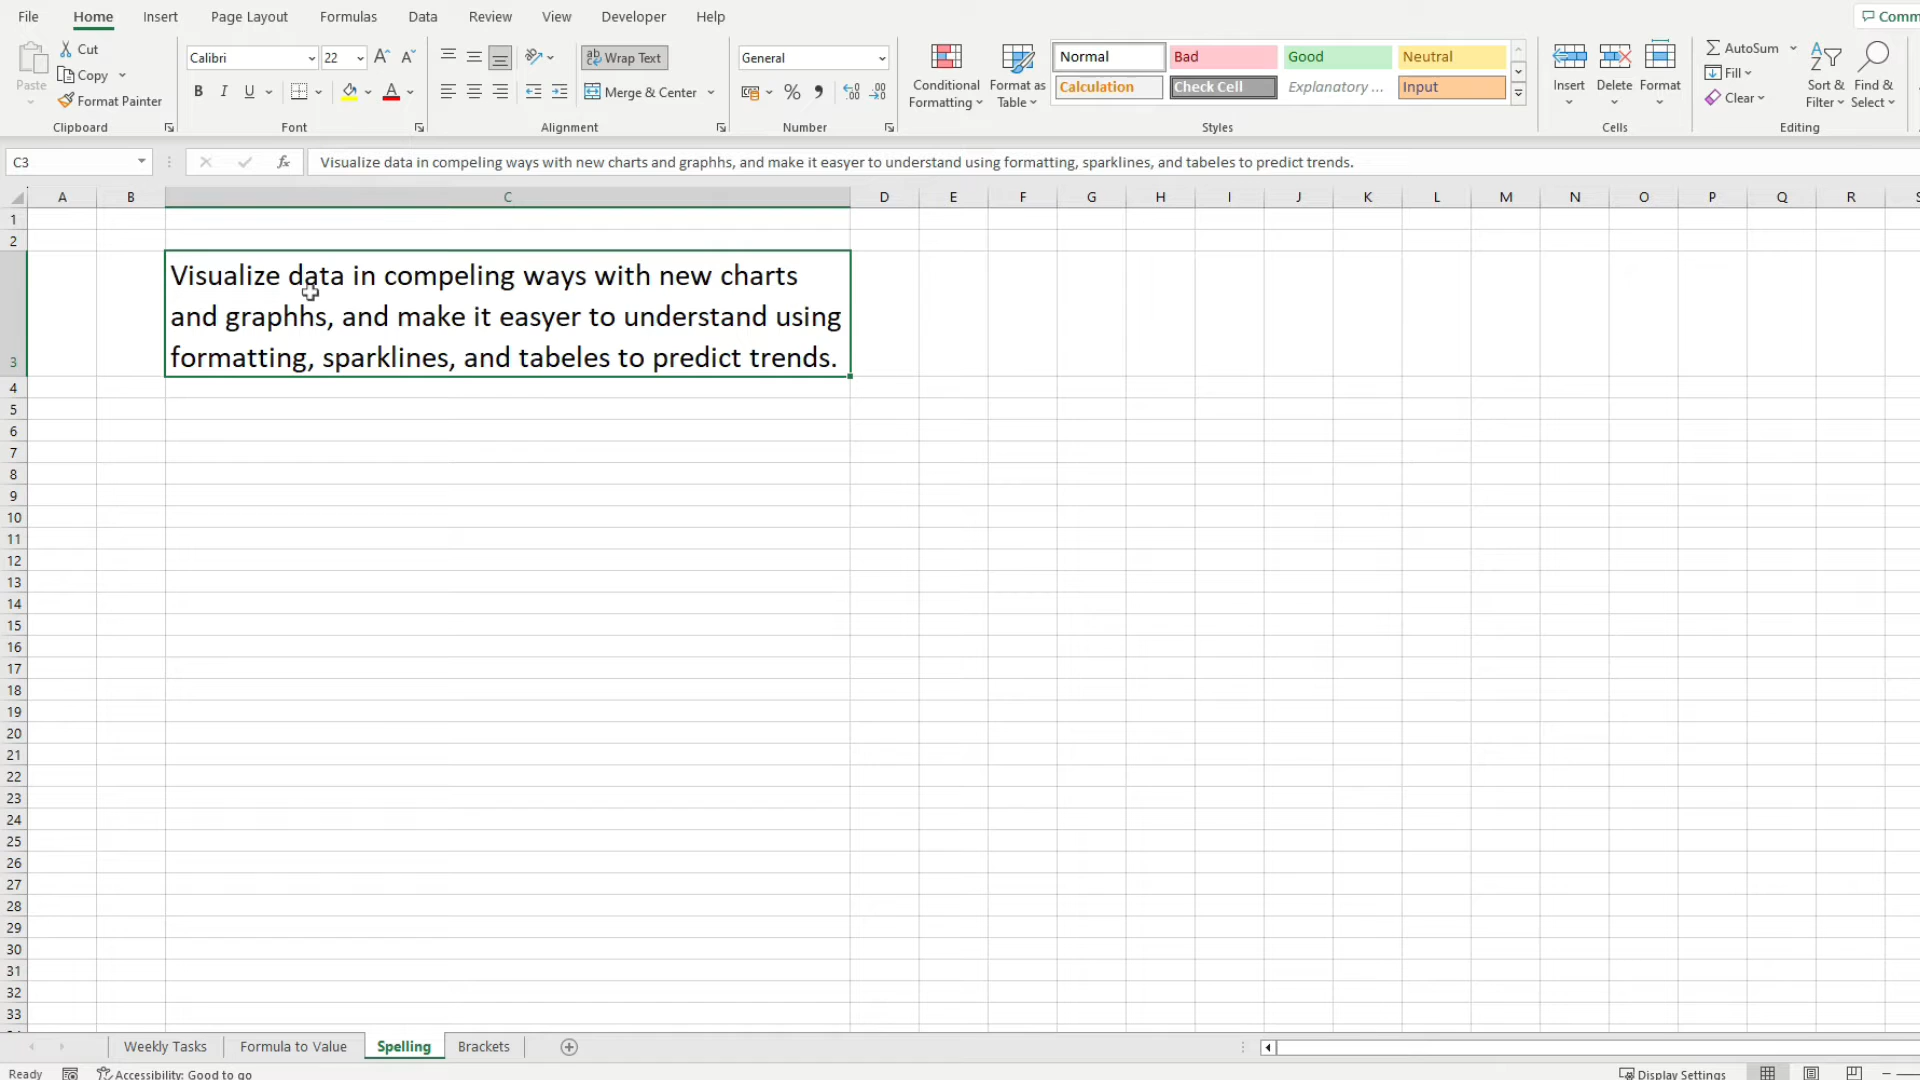 File Home Insert Page Layout Formulas Data Review View Developer Help
Comm
Paste
Cut
Copy
Format Painter
Clipboard
Calibri 22
B I U
Font
Wrap Text
Merge & Center
Alignment
General
Number
Conditional Formatting
Format as Table
Normal Bad Good Neutral
Calculation Check Cell Explanatory ... Input
Styles
Insert Delete Format
Cells
AutoSum
Fill
Clear
Sort & Filter
Find & Select
Editing
C3 fx Visualize data in compeling ways with new charts and graphhs, and make it easyer to understand using formatting, sparklines, and tabeles to predict trends.
A B C D E F G H I J K L M N O P Q R S
1
2
Visualize data in compeling ways with new charts
and graphhs, and make it easyer to understand using
3 formatting, sparklines, and tabeles to predict trends.
4
5
6
7
8
9
10
11
12
13
14
15
16
17
18
19
20
21
22
23
24
25
26
27
28
29
30
31
32
33
Weekly Tasks Formula to Value Spelling Brackets
Ready Accessibility: Good to go Display Settings